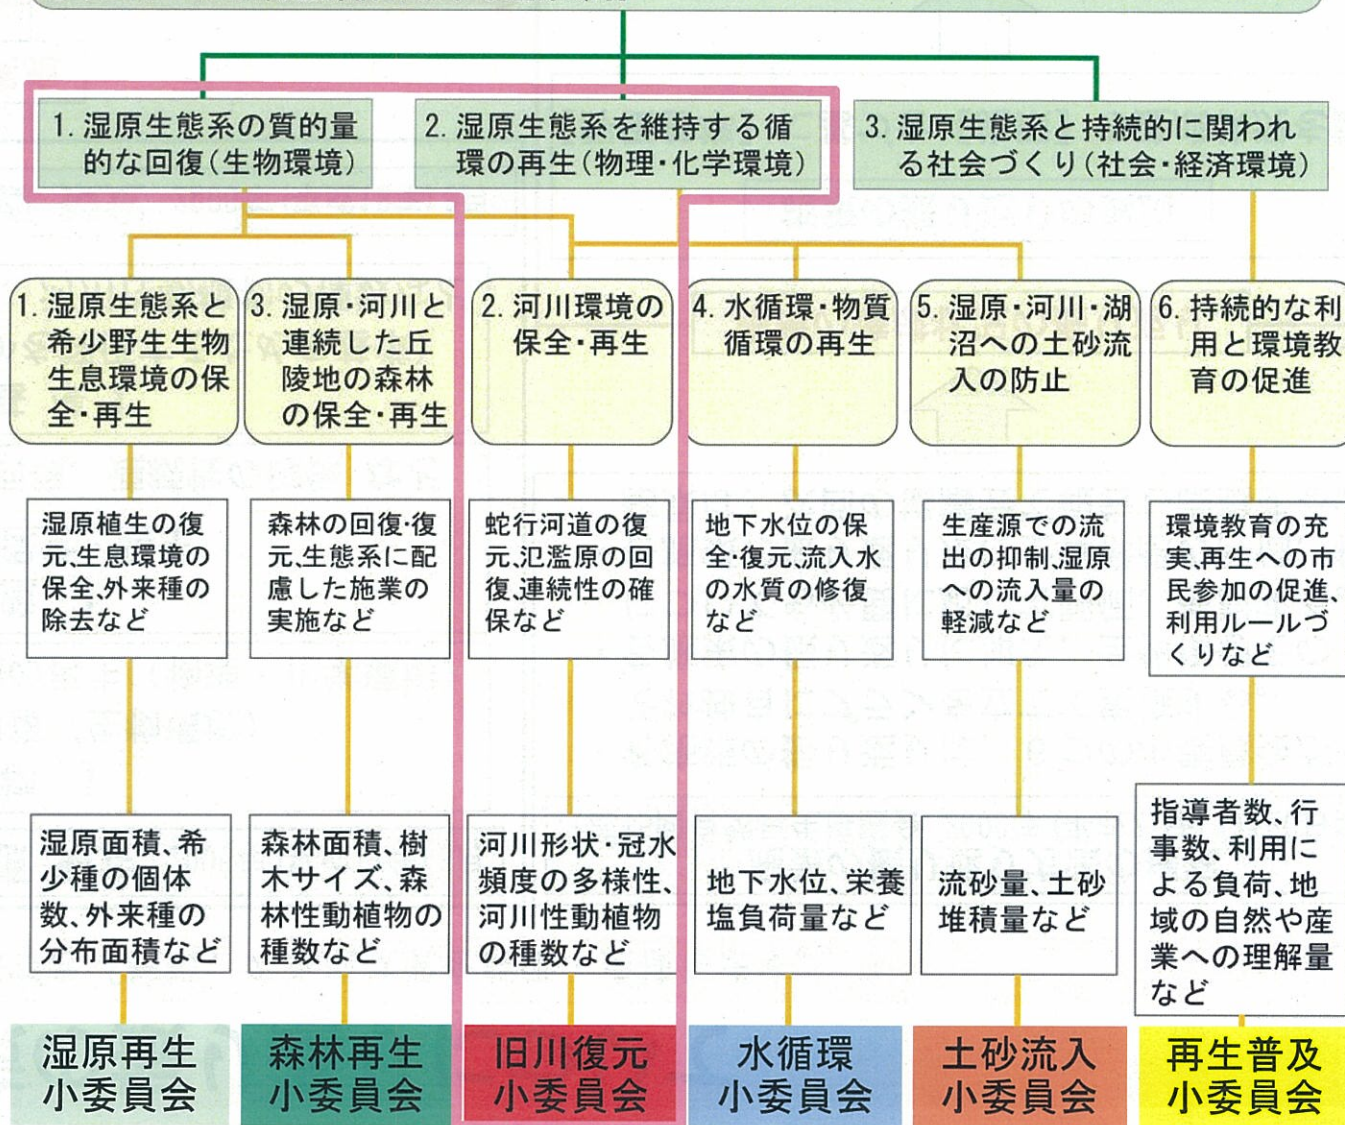 1. 湿原生態系の質的量
的な回復(生物環境)
2. 湿原生態系を維持する循
環の再生(物理・化学環境)
3. 湿原生態系と持続的に関われ
る社会づくり(社会・経済環境)
1. 湿原生態系と
希少野生生物
生息環境の保
全・再生
3. 湿原・河川と
連続した丘
陵地の森林
の保全・再生
2. 河川環境の
保全・再生
4. 水循環・物質
循環の再生
5. 湿原・河川・湖
沼への土砂流
入の防止
6. 持続的な利
用と環境教
育の促進
湿原植生の復
元、生息環境の
保全、外来種の
除去など
森林の回復・復
元、生態系に配
慮した施業の
実施など
蛇行河道の復
元、氾濫原の回
復、連続性の確
保など
地下水位の保
全・復元、流入水
の水質の修復
など
生産源での流
出の抑制、湿原
への流入量の
軽減など
環境教育の充
実、再生への市
民参加の促進、
利用ルールづ
くりなど
湿原面積、希
少種の個体
数、外来種の
分布面積など
森林面積、樹
木サイズ、森
林性動植物の
種数など
河川形状・冠水
頻度の多様性、
河川性動植物
の種数など
地下水位、栄養
塩負荷量など
流砂量、土砂
堆積量など
指導者数、行
事数、利用に
よる負荷、地
域の自然や産
業への理解量
など
湿原再生
小委員会
森林再生
小委員会
旧川復元
小委員会
水循環
小委員会
土砂流入
小委員会
再生普及
小委員会